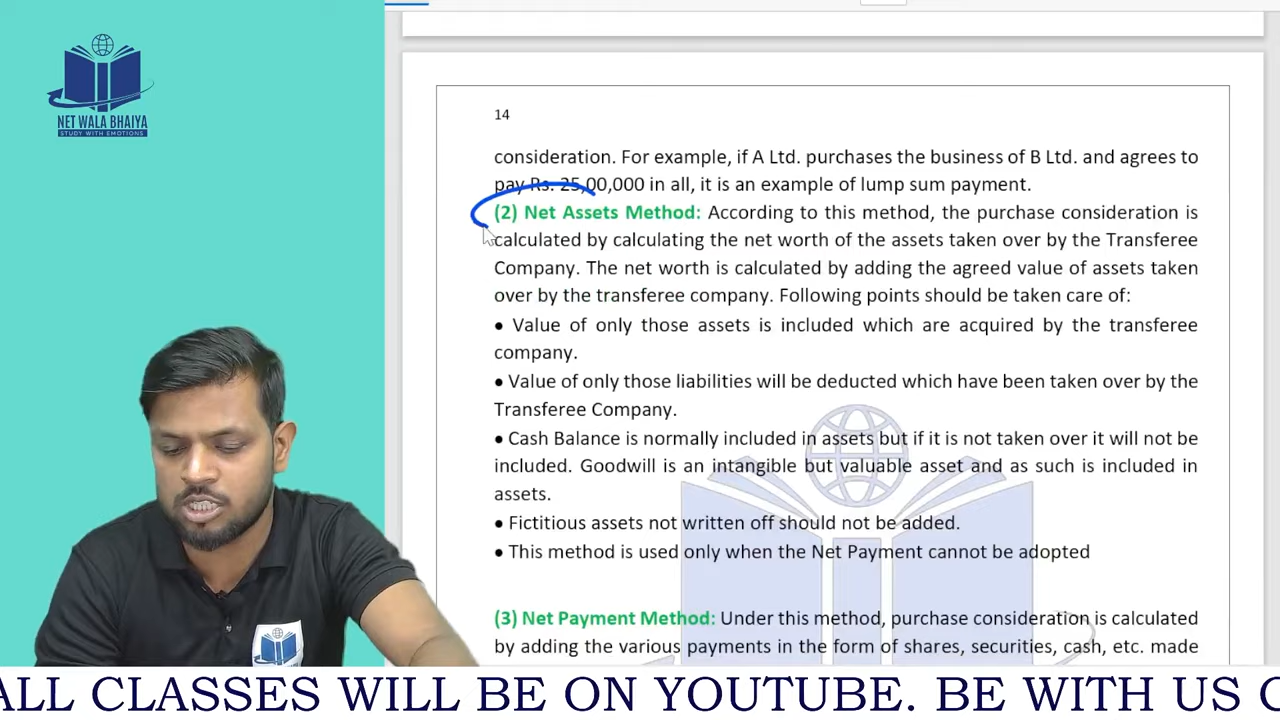 NET WALA BHAIYA
STUDY WITH EMOTIONS
14
consideration. For example, if A Ltd. purchases the business of B Ltd. and agrees to
pay Rs. 25,00,000 in all, it is an example of lump sum payment.
(2) Net Assets Method: According to this method, the purchase consideration is
calculated by calculating the net worth of the assets taken over by the Transferee
Company. The net worth is calculated by adding the agreed value of assets taken
over by the transferee company. Following points should be taken care of:
• Value of only those assets is included which are acquired by the transferee
company.
• Value of only those liabilities will be deducted which have been taken over by the
Transferee Company.
• Cash Balance is normally included in assets but if it is not taken over it will not be
included. Goodwill is an intangible but valuable asset and as such is included in
assets.
• Fictitious assets not written off should not be added.
• This method is used only when the Net Payment cannot be adopted
(3) Net Payment Method: Under this method, purchase consideration is calculated
by adding the various payments in the form of shares, securities, cash, etc. made
ALL CLASSES WILL BE ON YOUTUBE. BE WITH US